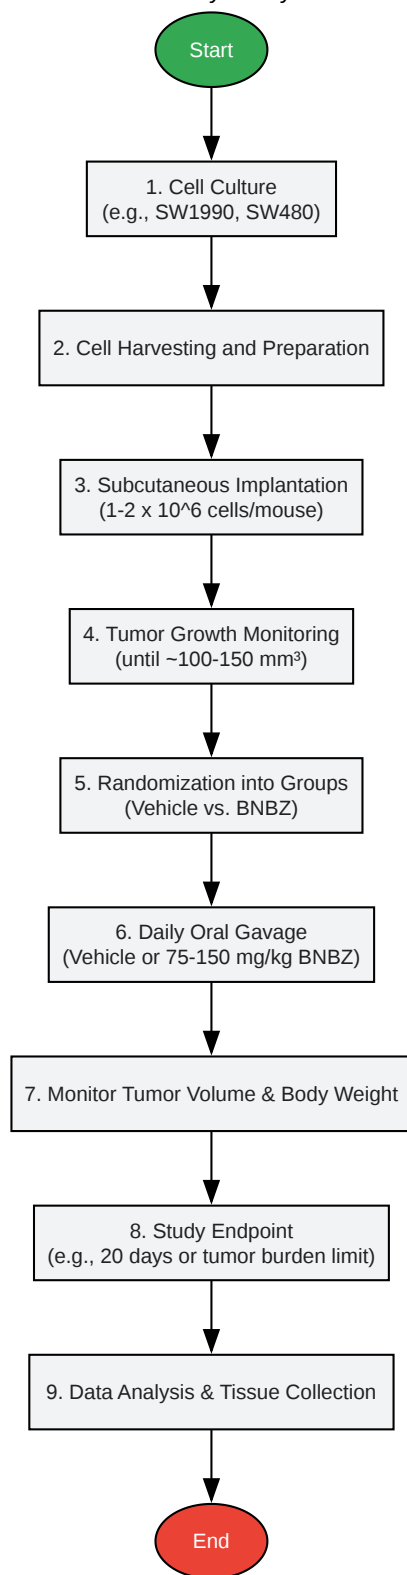 Start
1. Cell Culture
(e.g., SW1990, SW480)
2. Cell Harvesting and Preparation
3. Subcutaneous Implantation
(1-2 x 10^6 cells/mouse)
4. Tumor Growth Monitoring
(until ~100-150 mm³)
5. Randomization into Groups
(Vehicle vs. BNBZ)
6. Daily Oral Gavage
(Vehicle or 75-150 mg/kg BNBZ)
7. Monitor Tumor Volume & Body Weight
8. Study Endpoint
(e.g., 20 days or tumor burden limit)
9. Data Analysis & Tissue Collection
End